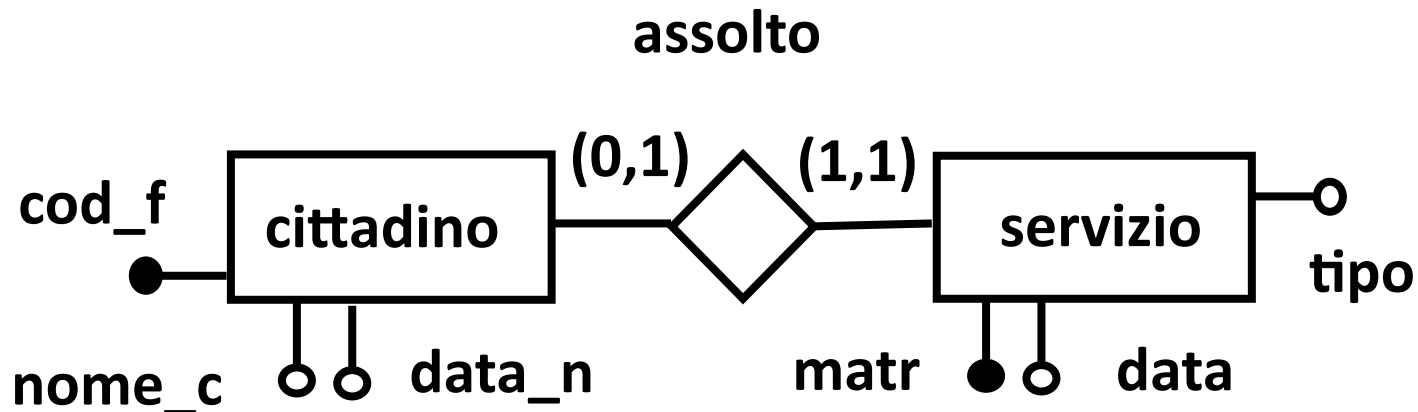 assolto
(0,1)
(1,1)
cod_f
cittadino
servizio
tipo
nome_c
data_n
matr
data